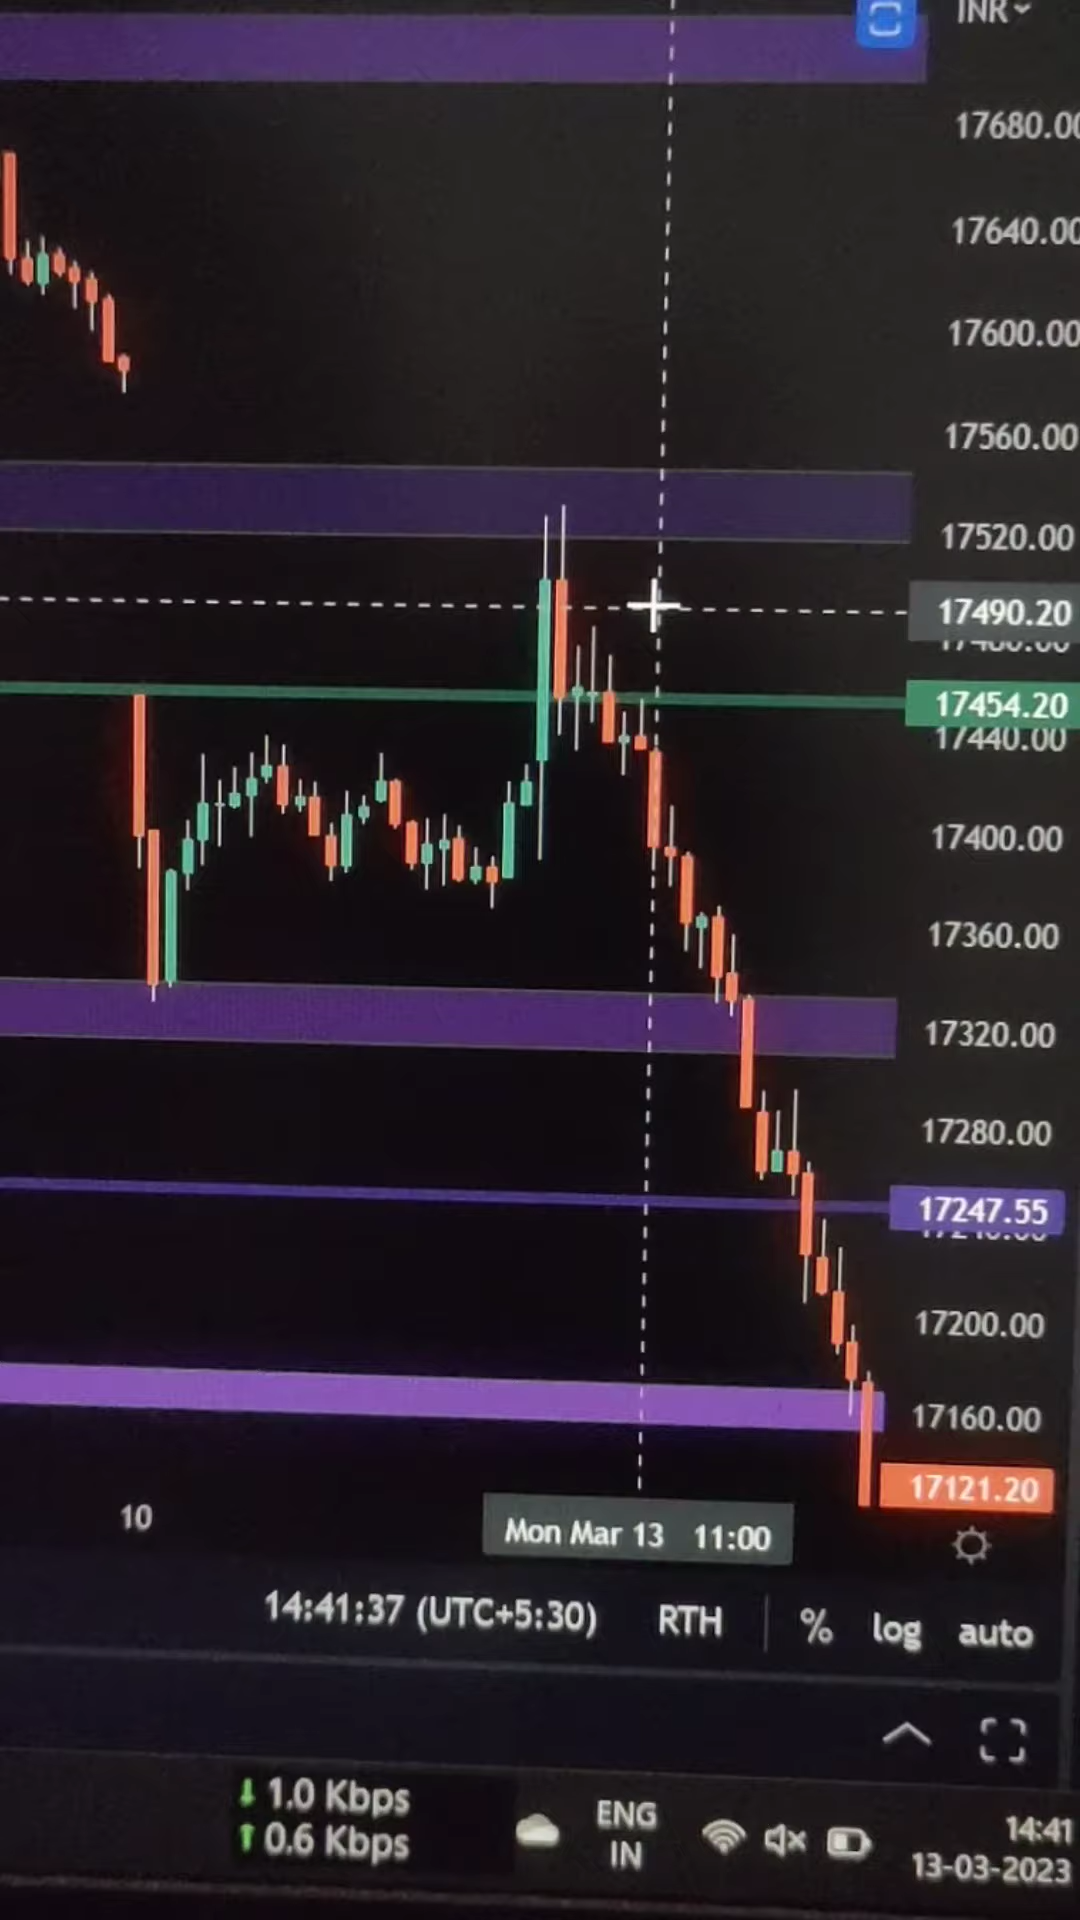 INR
17680.00
17640.00
17600.00
17560.00
17520.00
17490.20
17454.20
17440.00
17400.00
17360.00
17320.00
17280.00
17247.55
17200.00
17160.00
17121.20
10
Mon Mar 13 11:00
14:41:37 (UTC+5:30) RTH % log auto
1.0 Kbps
0.6 Kbps
ENG
IN
14:41
13-03-2023